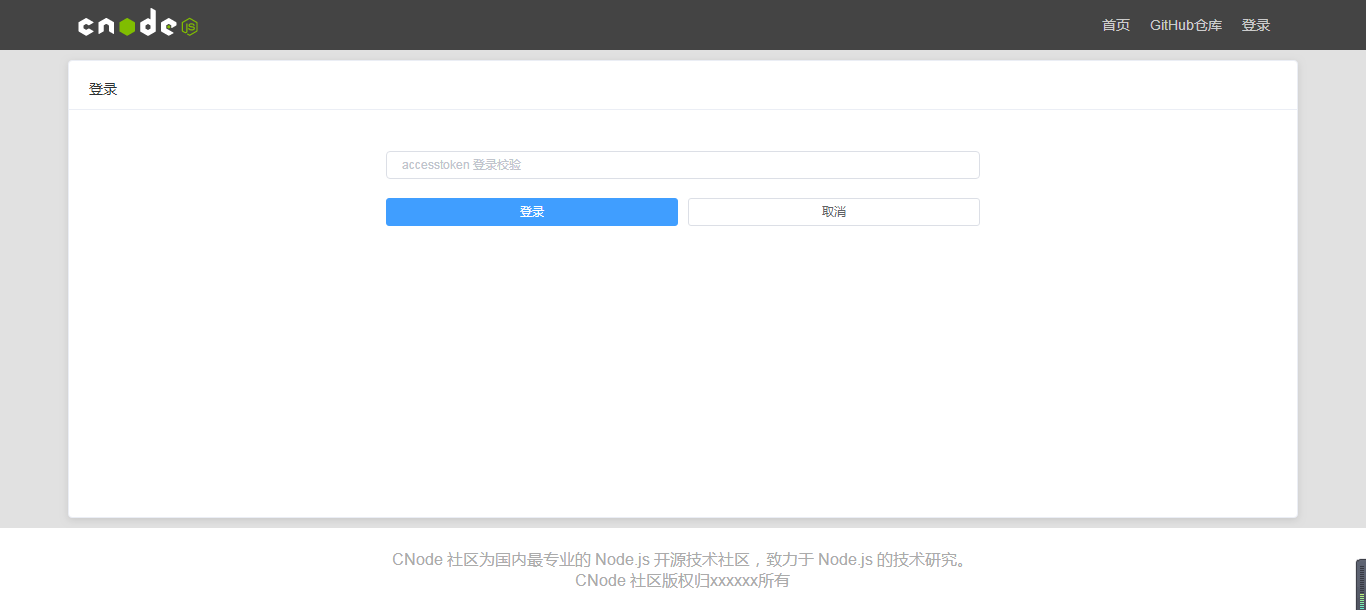 cnodejs
首页 GitHub仓库 登录
登录
accesstoken 登录校验
登录 取消
CNode 社区为国内最专业的 Node.js 开源技术社区，致力于 Node.js 的技术研究。
CNode 社区版权归xxxxxx所有